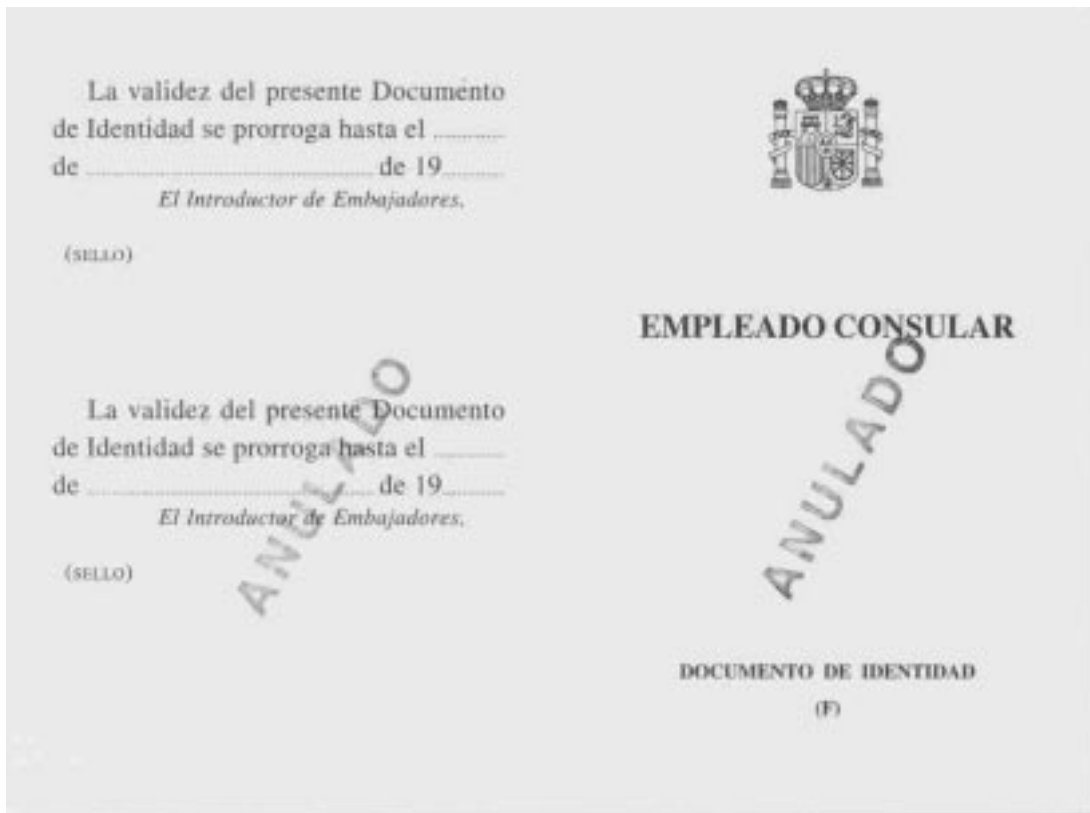 La validez del presente Documento
de Identidad se prorroga hasta el ............
de .................................................... de 19...........
El Introductor de Embajadores,
(SELLO)
La validez del presente Documento
de Identidad se prorroga hasta el ............
de .................................................... de 19...........
El Introductor de Embajadores,
(SELLO)
ANULADO
EMPLEADO CONSULAR
ANULADO
DOCUMENTO DE IDENTIDAD
(F)